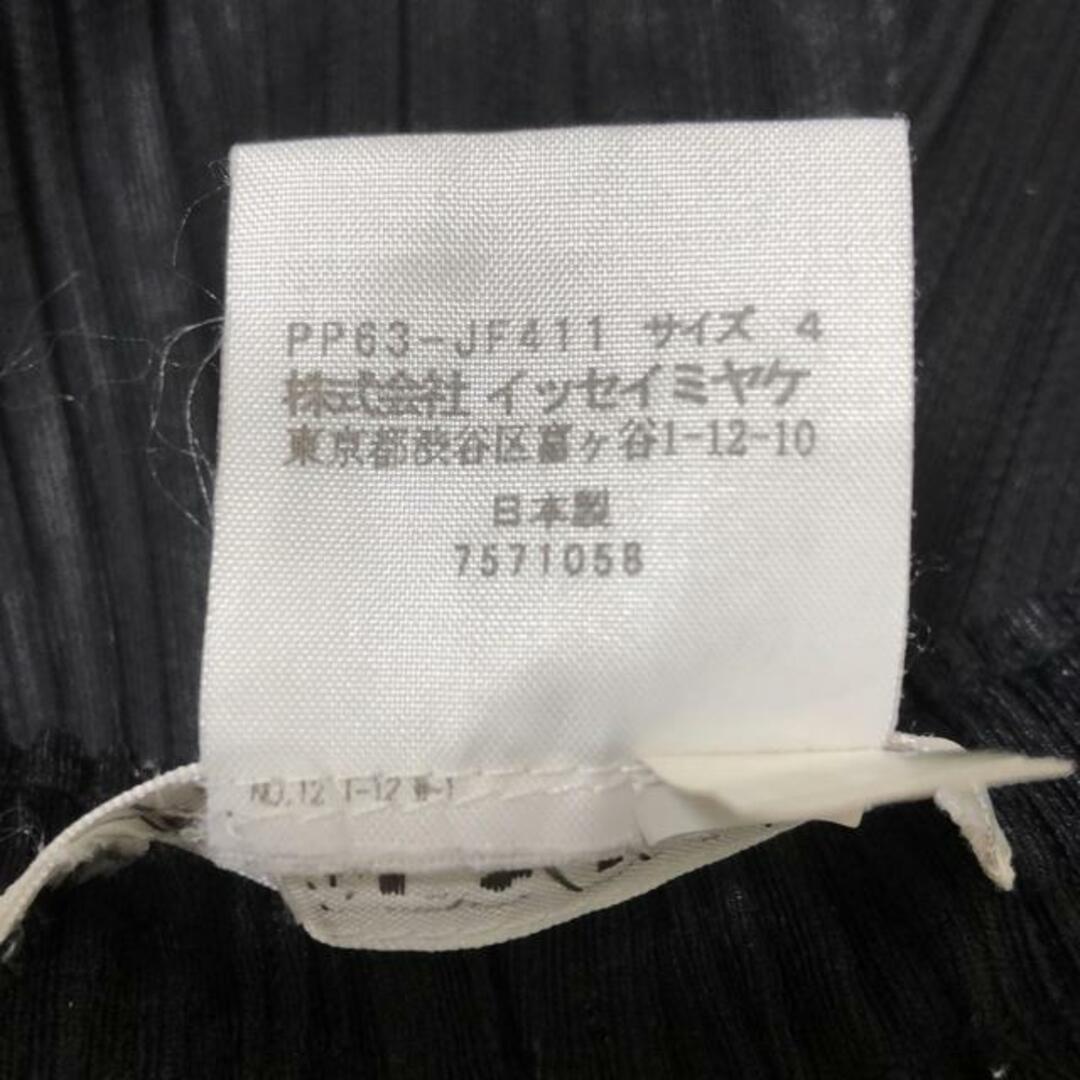 PP63-JF411 サイズ 4
株式会社 イッセイミヤケ
東京都渋谷区富ヶ谷1-12-10
日本製
7571058
NO.12 1-12